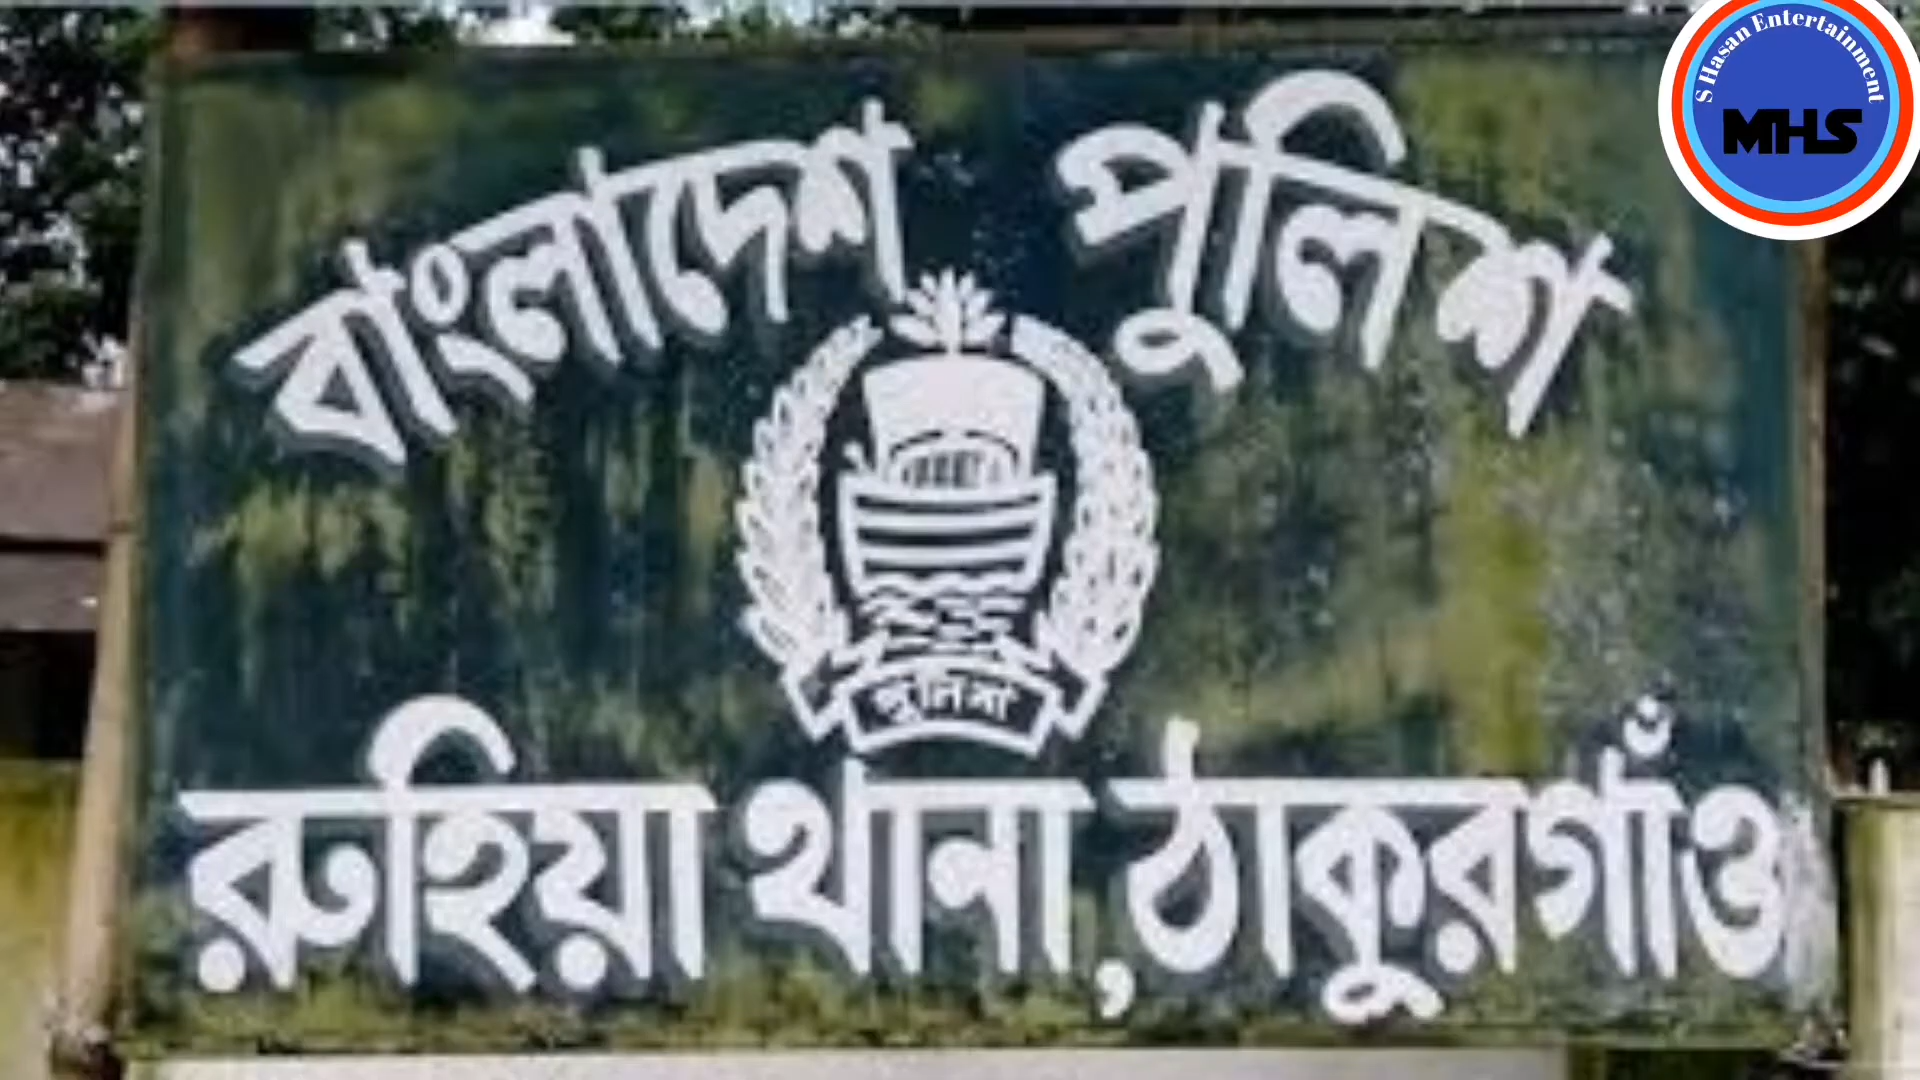 S Hasan Entertainment
MHS
বাংলাদেশ পুলিশ
পুলিশ
রুহিয়া থানা, ঠাকুরগাঁও